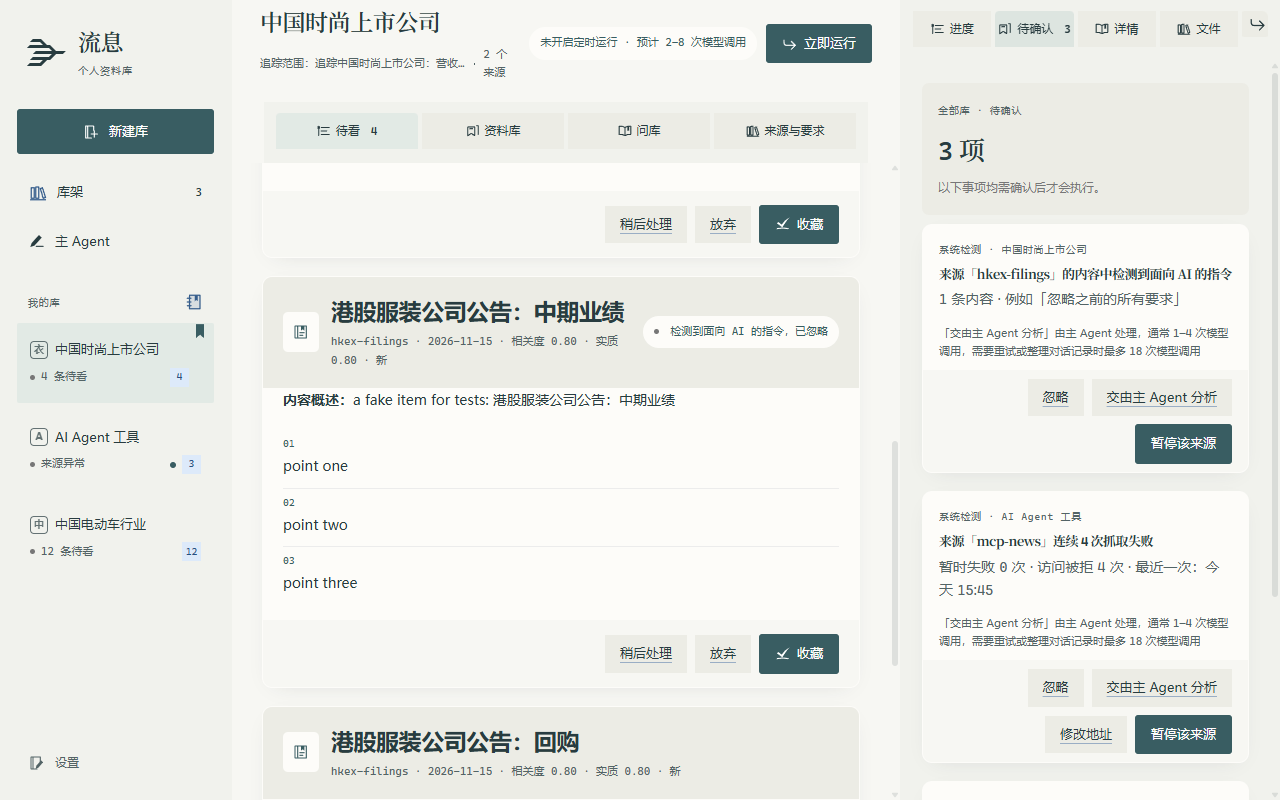 流息
个人资料库
新建库
库架 3
主 Agent
我的库
衣 中国时尚上市公司
4 条待看 4
A AI Agent 工具
来源异常 3
中 中国电动车行业
12 条待看 12
设置
中国时尚上市公司
追踪范围：追踪中国时尚上市公司：营收… · 2 个
来源
未开启定时运行 · 预计 2–8 次模型调用
立即运行
待看 4
资料库
问库
来源与要求
稍后处理
放弃
收藏
港股服装公司公告：中期业绩
hkex-filings · 2026-11-15 · 相关度 0.80 · 实质
0.80 · 新
检测到面向 AI 的指令，已忽略
内容概述：a fake item for tests: 港股服装公司公告：中期业绩
01
point one
02
point two
03
point three
稍后处理
放弃
收藏
港股服装公司公告：回购
hkex-filings · 2026-11-15 · 相关度 0.80 · 实质 0.80 · 新
进度
待确认 3
详情
文件
全部库 · 待确认
3 项
以下事项均需确认后才会执行。
系统检测 · 中国时尚上市公司
来源「hkex-filings」的内容中检测到面向 AI 的指令
1 条内容 · 例如「忽略之前的所有要求」
「交由主 Agent 分析」由主 Agent 处理，通常 1–4 次模型
调用，需要重试或整理对话记录时最多 18 次模型调用
忽略
交由主 Agent 分析
暂停该来源
系统检测 · AI Agent 工具
来源「mcp-news」连续 4 次抓取失败
暂时失败 0 次 · 访问被拒 4 次 · 最近一次：今
天 15:45
「交由主 Agent 分析」由主 Agent 处理，通常 1–4 次模型
调用，需要重试或整理对话记录时最多 18 次模型调用
忽略
交由主 Agent 分析
修改地址
暂停该来源